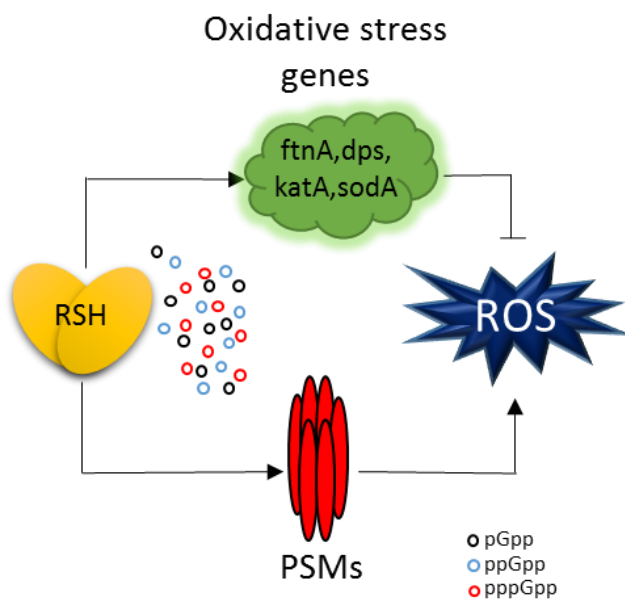 Oxidative stress
genes
ftnA,dps,
katA,sodA
RSH
ROS
PSMs
pGpp
ppGpp
pppGpp